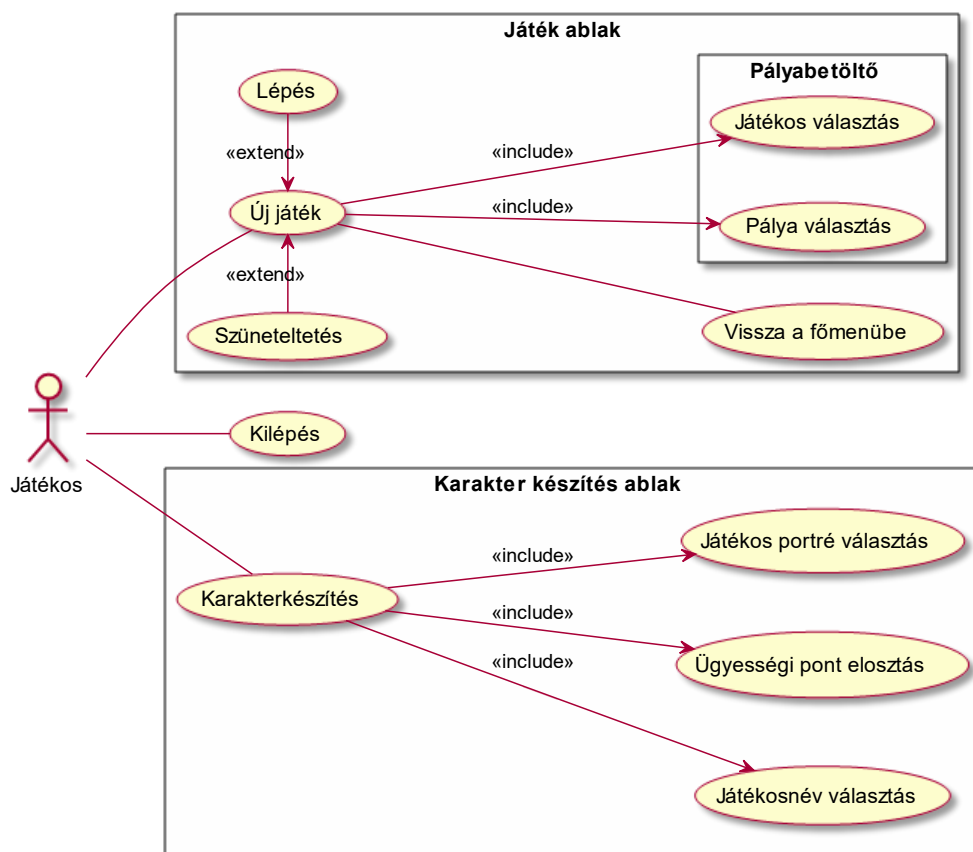 Játék ablak
Pályabetöltő
Lépés
Játékos választás
«extend»
«include»
Új játék
«include»
Pálya választás
«extend»
Szüneteltetés
Vissza a főmenübe
Játékos
Kilépés
Karakter készítés ablak
Játékos portré választás
«include»
Karakterkészítés
«include»
Ügyességi pont elosztás
«include»
Játékosnév választás